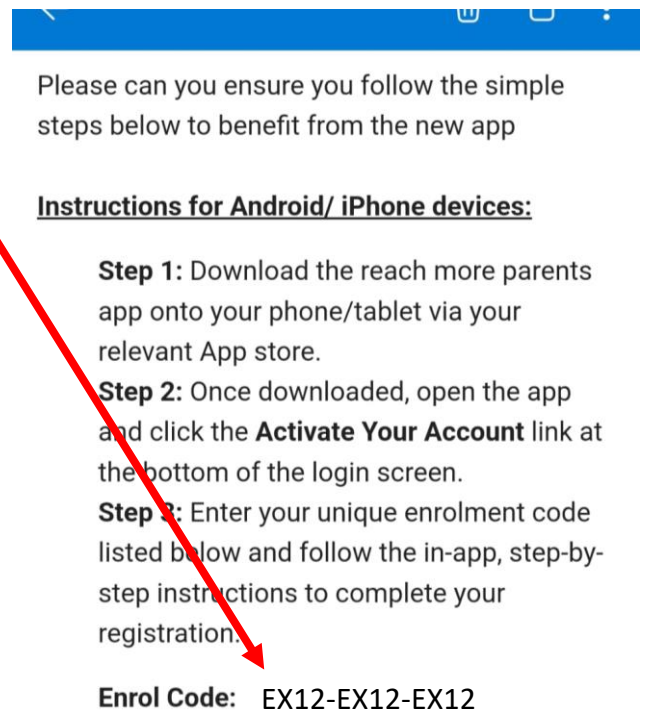 Please can you ensure you follow the simple
steps below to benefit from the new app
Instructions for Android/ iPhone devices:
Step 1: Download the reach more parents
app onto your phone/tablet via your
relevant App store.
Step 2: Once downloaded, open the app
and click the Activate Your Account link at
the bottom of the login screen.
Step 3: Enter your unique enrolment code
listed below and follow the in-app, step-by-
step instructions to complete your
registration.
Enrol Code: EX12-EX12-EX12